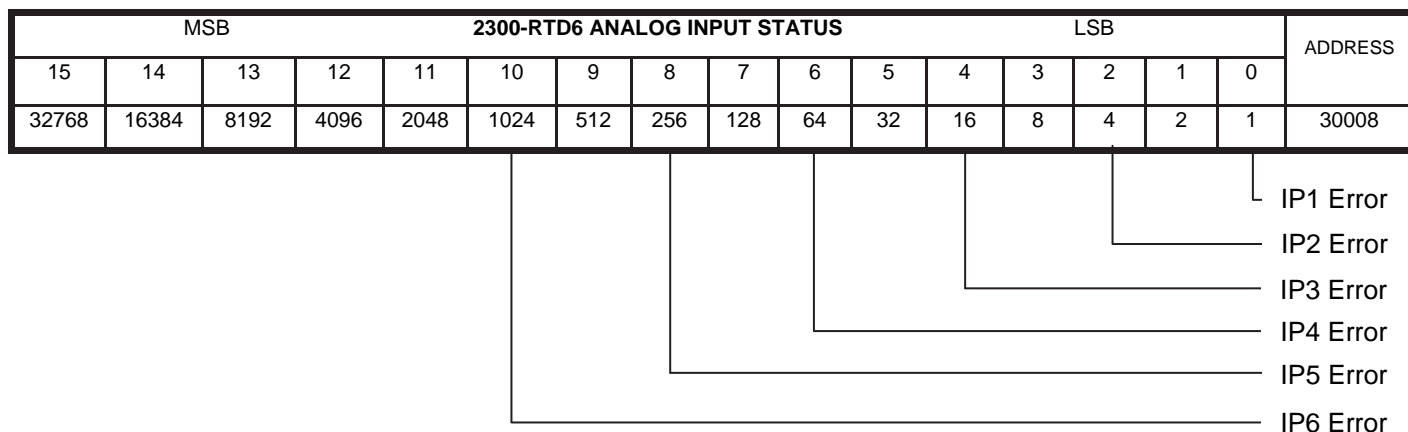 MSB 2300-RTD6 ANALOG INPUT STATUS LSB ADDRESS
15 14 13 12 11 10 9 8 7 6 5 4 3 2 1 0
32768 16384 8192 4096 2048 1024 512 256 128 64 32 16 8 4 2 1 30008
IP1 Error
IP2 Error
IP3 Error
IP4 Error
IP5 Error
IP6 Error